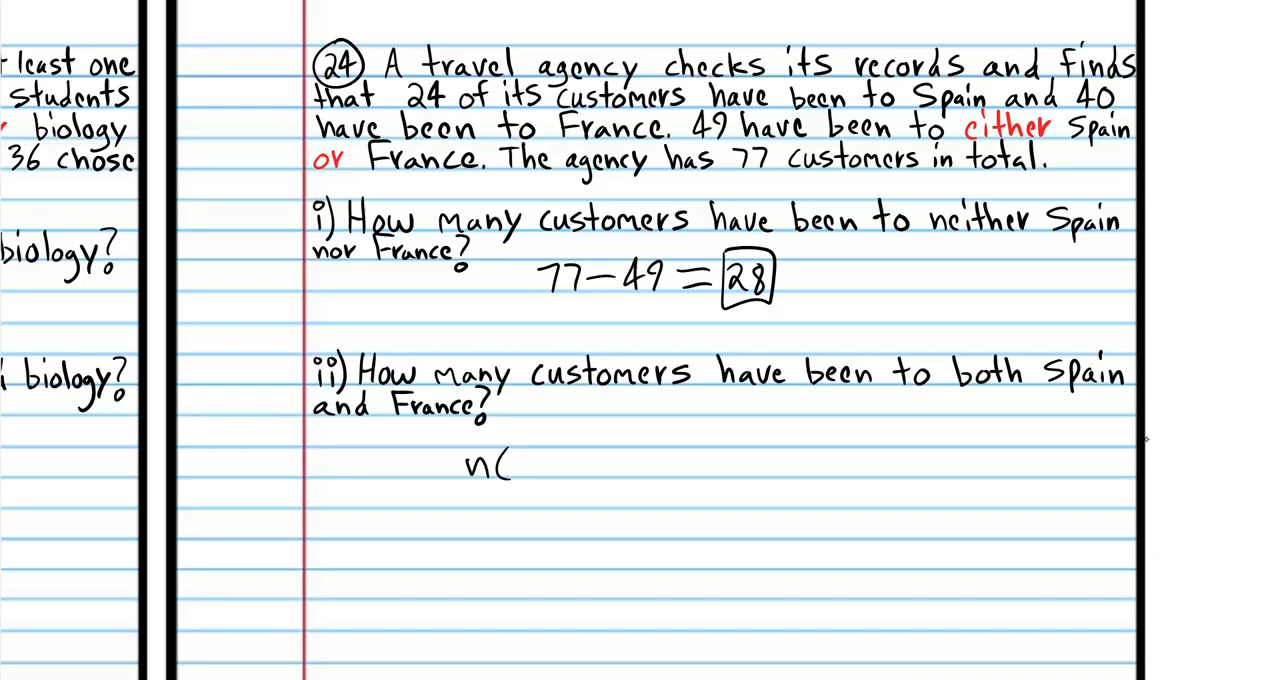 least one
students
biology
36 chose
biology?
biology?
24 A travel agency checks its records and finds
that 24 of its customers have been to Spain and 40
have been to France. 49 have been to either Spain
or France. The agency has 77 customers in total.
i) How many customers have been to neither Spain
nor France?
77-49=28
ii) How many customers have been to both Spain
and France?
n(